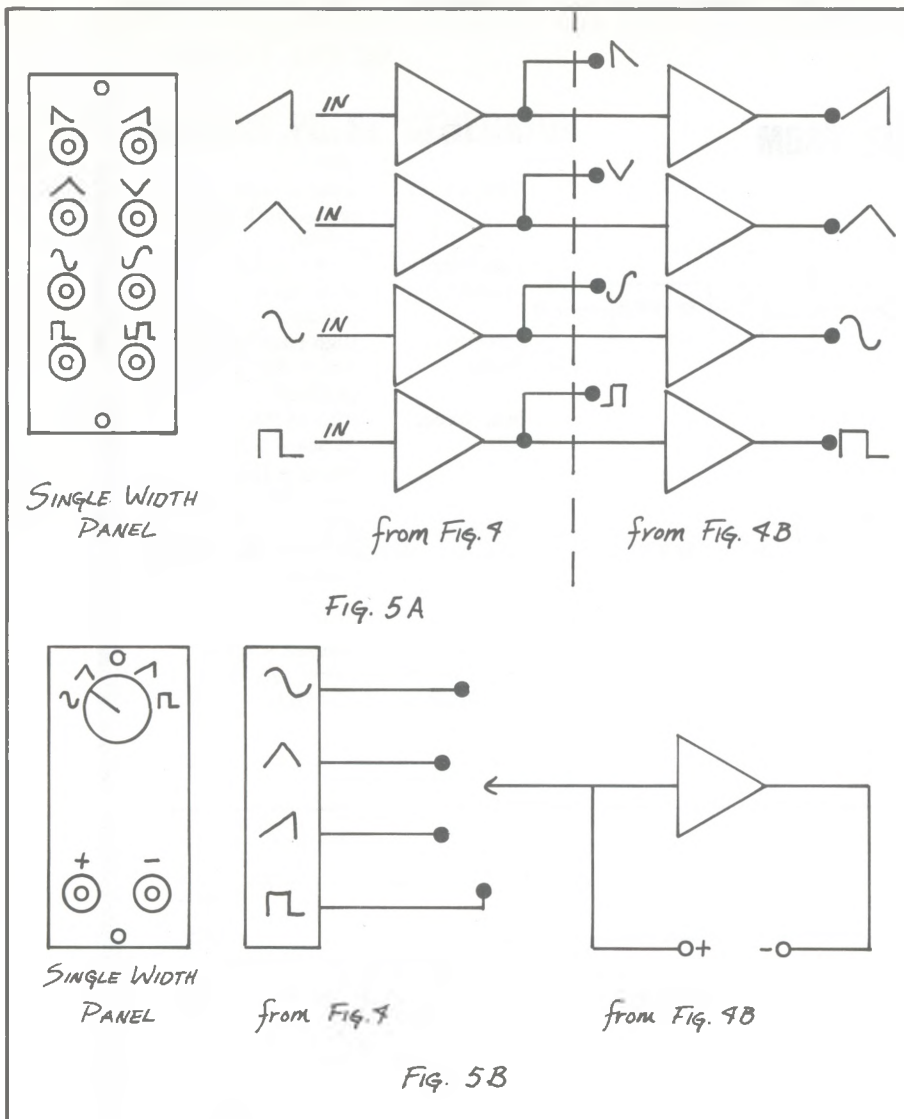 IN
IN
IN
IN
SINGLE WIDTH
PANEL
from FIG. 4
from FIG. 4B
FIG. 5A
+ -
+ -
SINGLE WIDTH
PANEL
from FIG. 4
from FIG. 4B
FIG. 5B